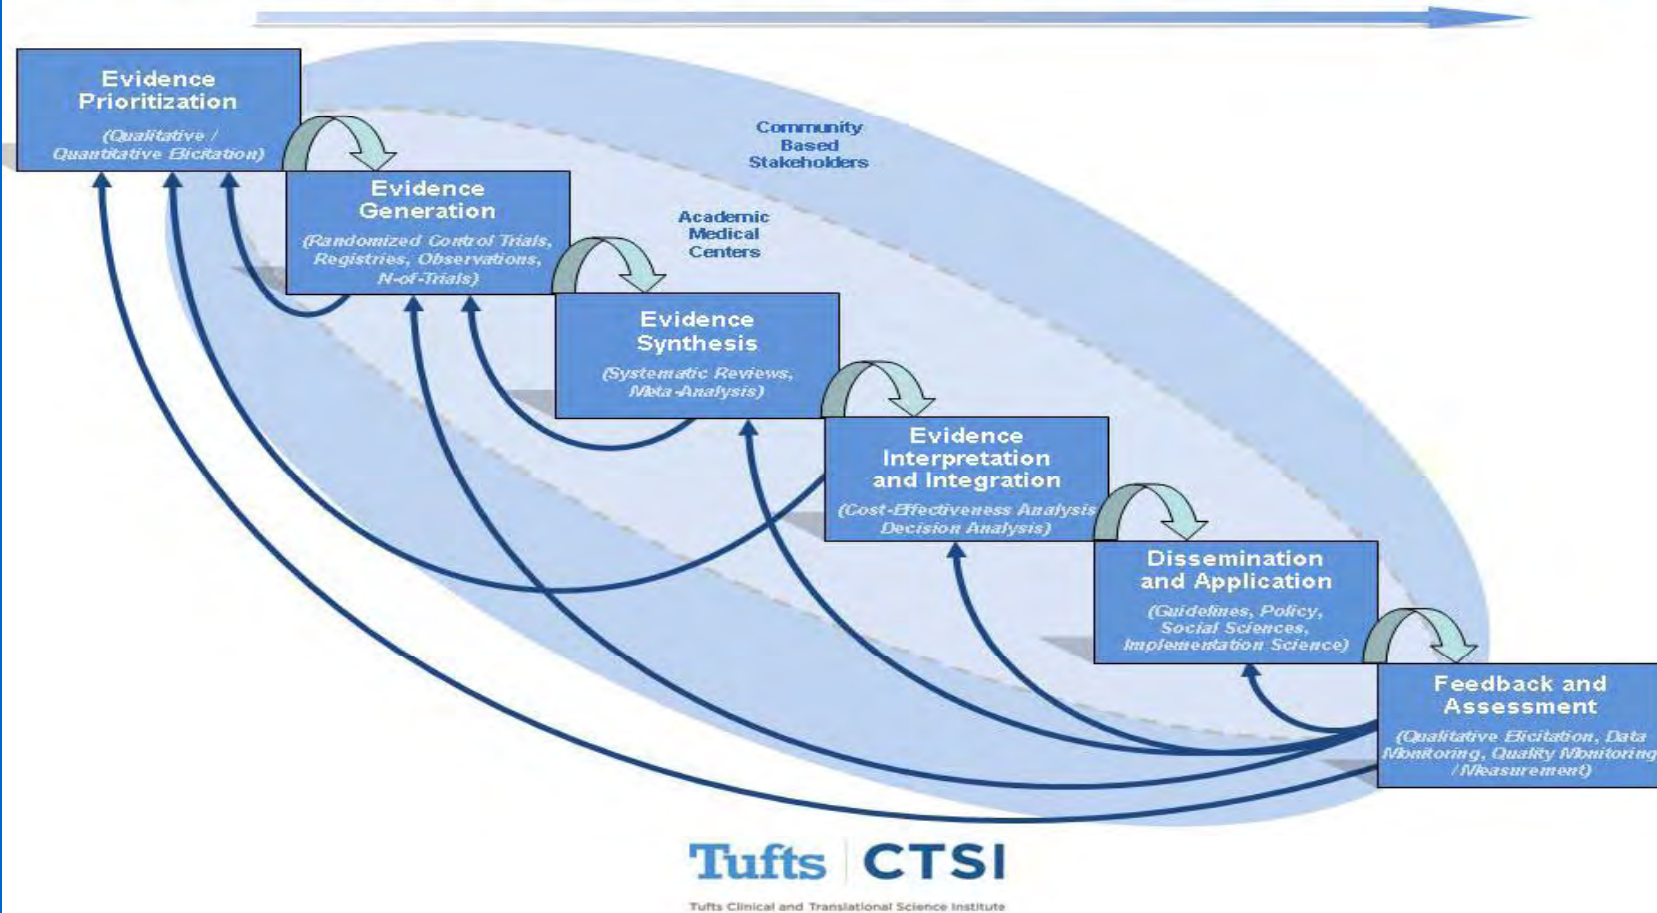 Evidence
Prioritization
(Qualitative /
Quantitative Elicitation)
Community
Based
Stakeholders
Evidence
Generation
(Randomized Control Trials,
Registries, Observations,
N-of-Trials)
Academic
Medical
Centers
Evidence
Synthesis
(Systematic Reviews,
Meta-Analysis)
Evidence
Interpretation
and Integration
(Cost-Effectiveness Analysis
Decision Analysis)
Dissemination
and Application
(Guidelines, Policy,
Social Sciences,
Implementation Science)
Feedback and
Assessment
(Qualitative Elicitation, Data
Monitoring, Quality Monitoring
/Measurement)
Tufts CTSI
Tufts Clinical and Translational Science Institute